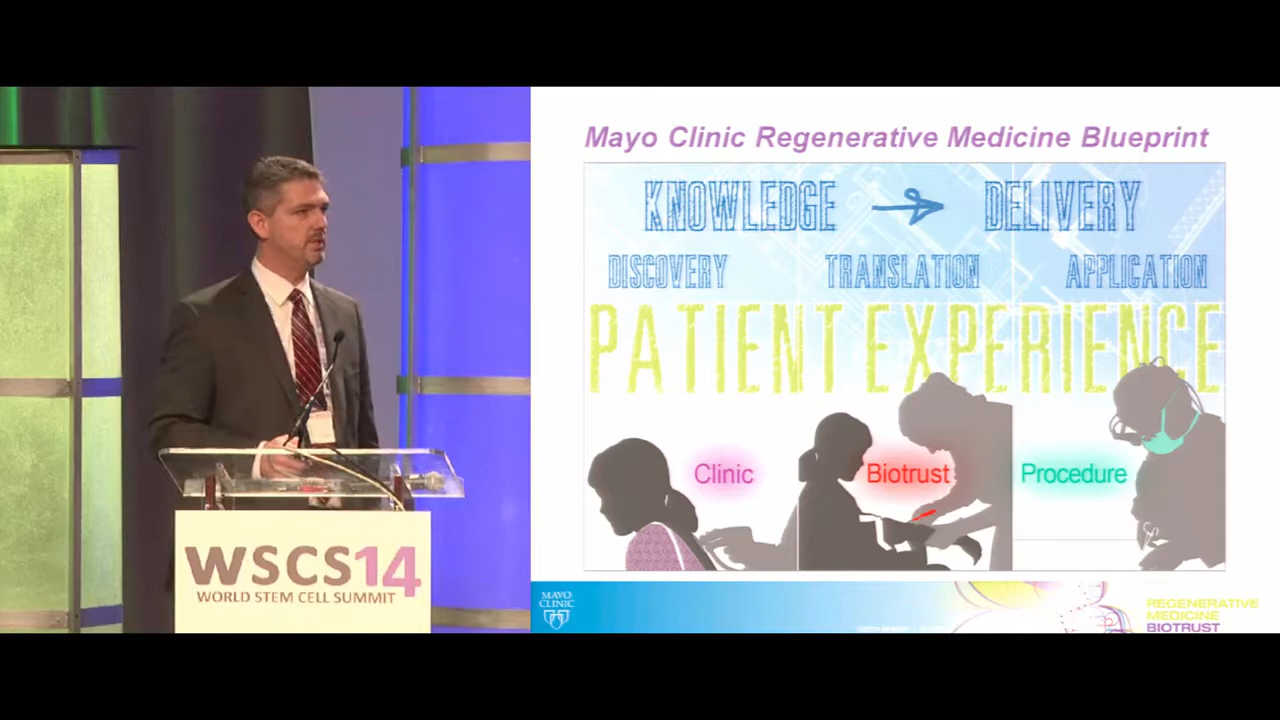 WSCS14
WORLD STEM CELL SUMMIT
Mayo Clinic Regenerative Medicine Blueprint
KNOWLEDGE DELIVERY
DISCOVERY TRANSLATION APPLICATION
PATIENT EXPERIENCE
Clinic
Biotrust
Procedure
MAYO
CLINIC
REGENERATIVE
MEDICINE
BIOTRUST